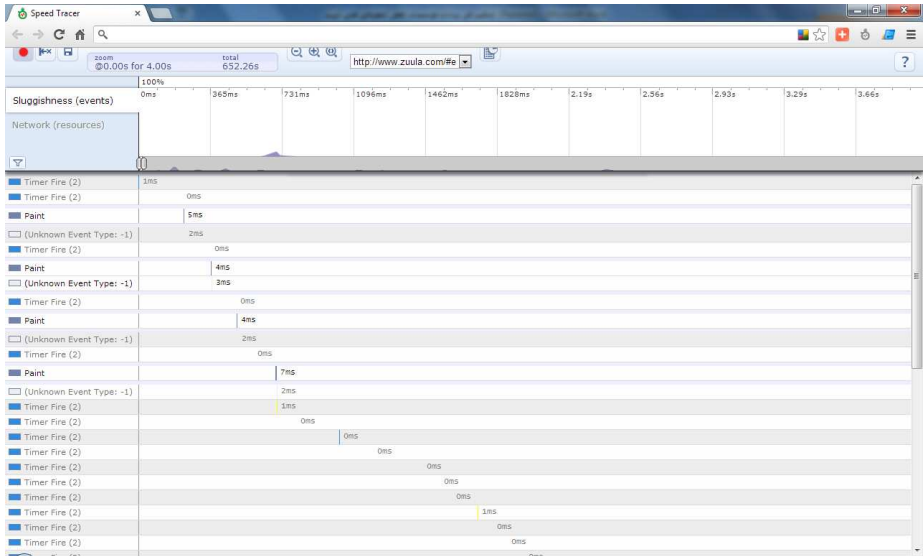 Speed Tracer
zoom
@0.00s for 4.00s
total
652.26s
http://www.zuula.com/#e
?
100%
Sluggishness (events)
0ms 365ms 731ms 1096ms 1462ms 1828ms 2.19s 2.56s 2.93s 3.29s 3.66s
Network (resources)
Timer Fire (2) 1ms
Timer Fire (2) 0ms
Paint 5ms
(Unknown Event Type: -1) 2ms
Timer Fire (2) 0ms
Paint 4ms
(Unknown Event Type: -1) 3ms
Timer Fire (2) 0ms
Paint 4ms
(Unknown Event Type: -1) 2ms
Timer Fire (2) 0ms
Paint 7ms
(Unknown Event Type: -1) 2ms
Timer Fire (2) 1ms
Timer Fire (2) 0ms
Timer Fire (2) 0ms
Timer Fire (2) 0ms
Timer Fire (2) 0ms
Timer Fire (2) 0ms
Timer Fire (2) 0ms
Timer Fire (2) 1ms
Timer Fire (2) 0ms
Timer Fire (2) 0ms